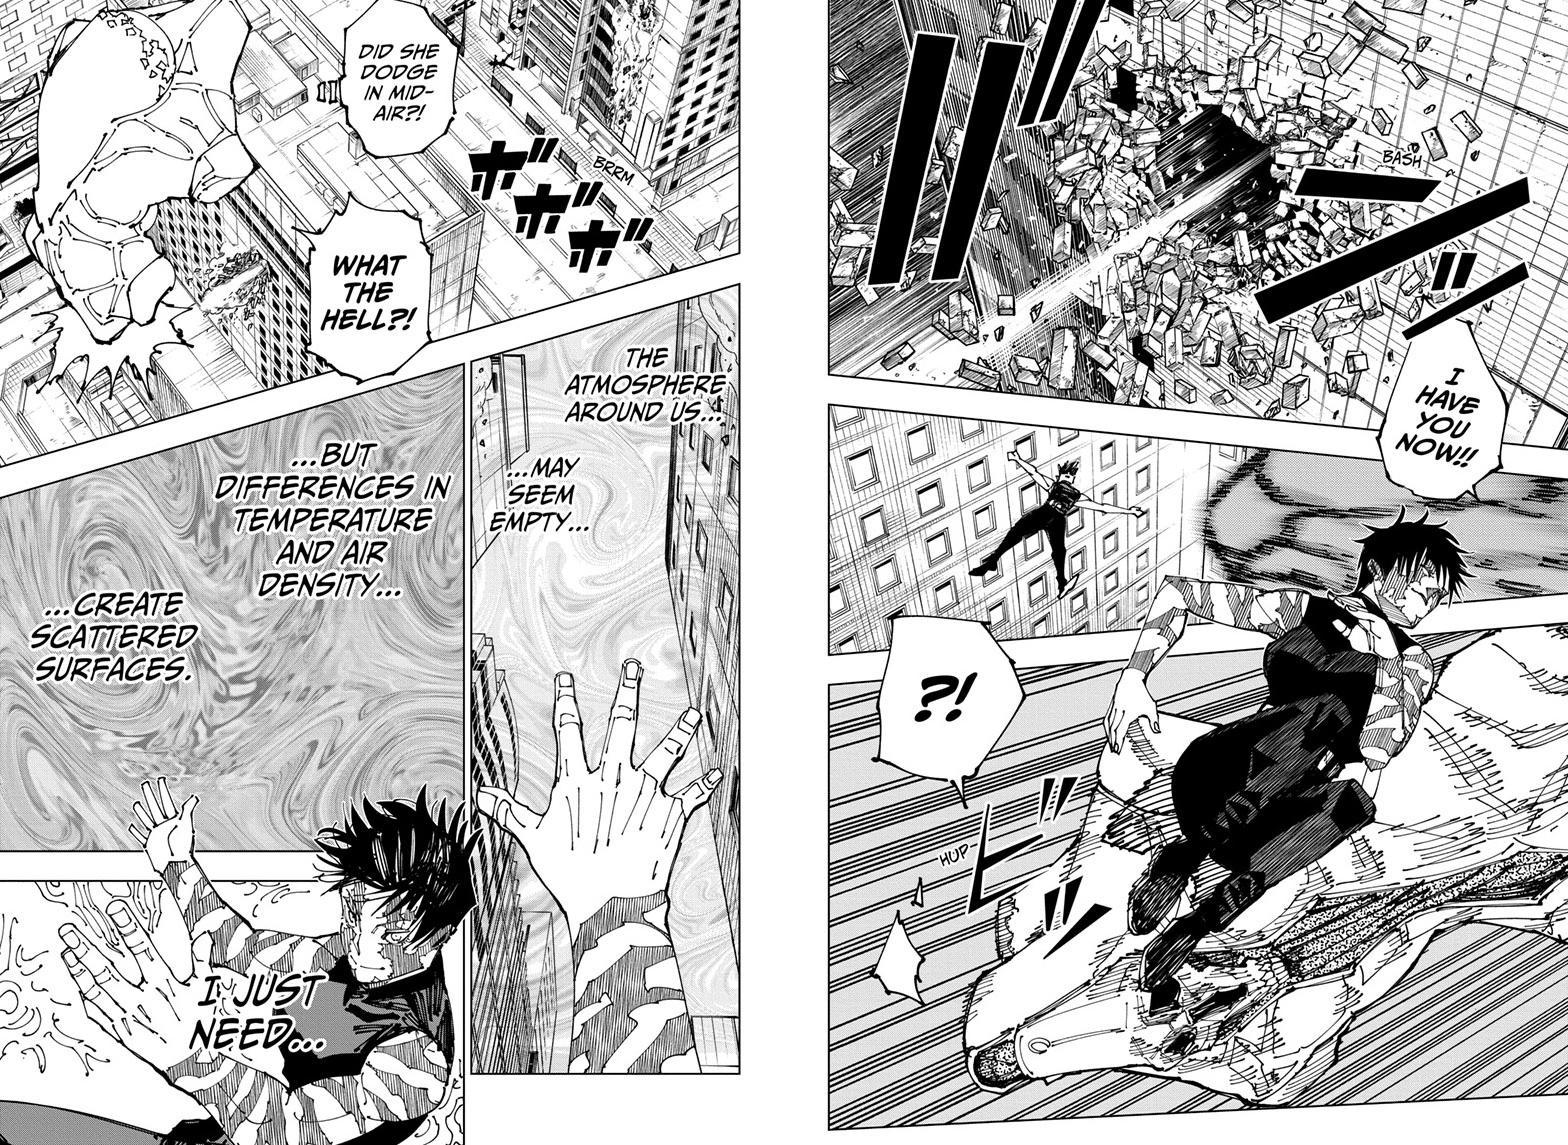 BASH
I
HAVE
YOU
NOW!!
?!
HUP
DID SHE
DODGE
IN MID-
AIR?!
BRRM
ボ
ボ
ボ
WHAT
THE
HELL?!
THE
ATMOSPHERE
AROUND US...
...MAY
SEEM
EMPTY...
...BUT
DIFFERENCES IN
TEMPERATURE
AND AIR
DENSITY...
...CREATE
SCATTERED
SURFACES.
I JUST
NEED...